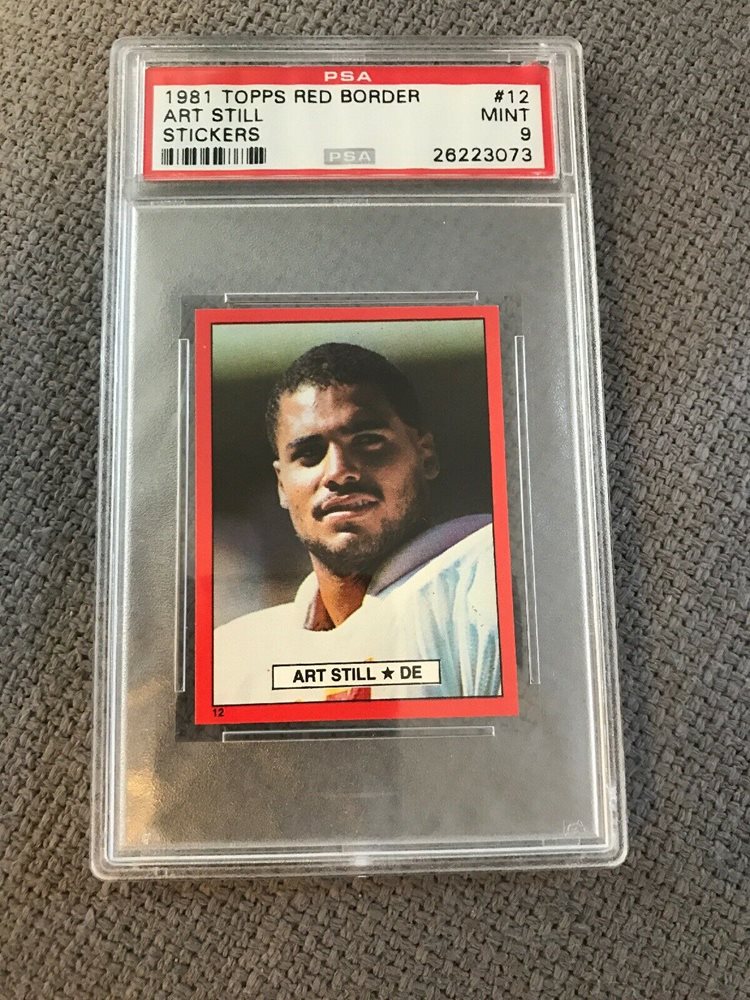 PSA
1981 TOPPS RED BORDER #12
ART STILL MINT
STICKERS 9
PSA 26223073
ART STILL ★ DE
12